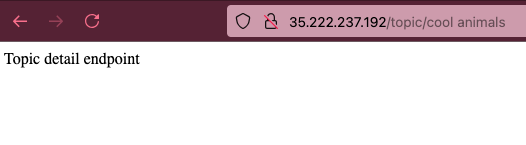 35.222.237.192/topic/cool animals
Topic detail endpoint